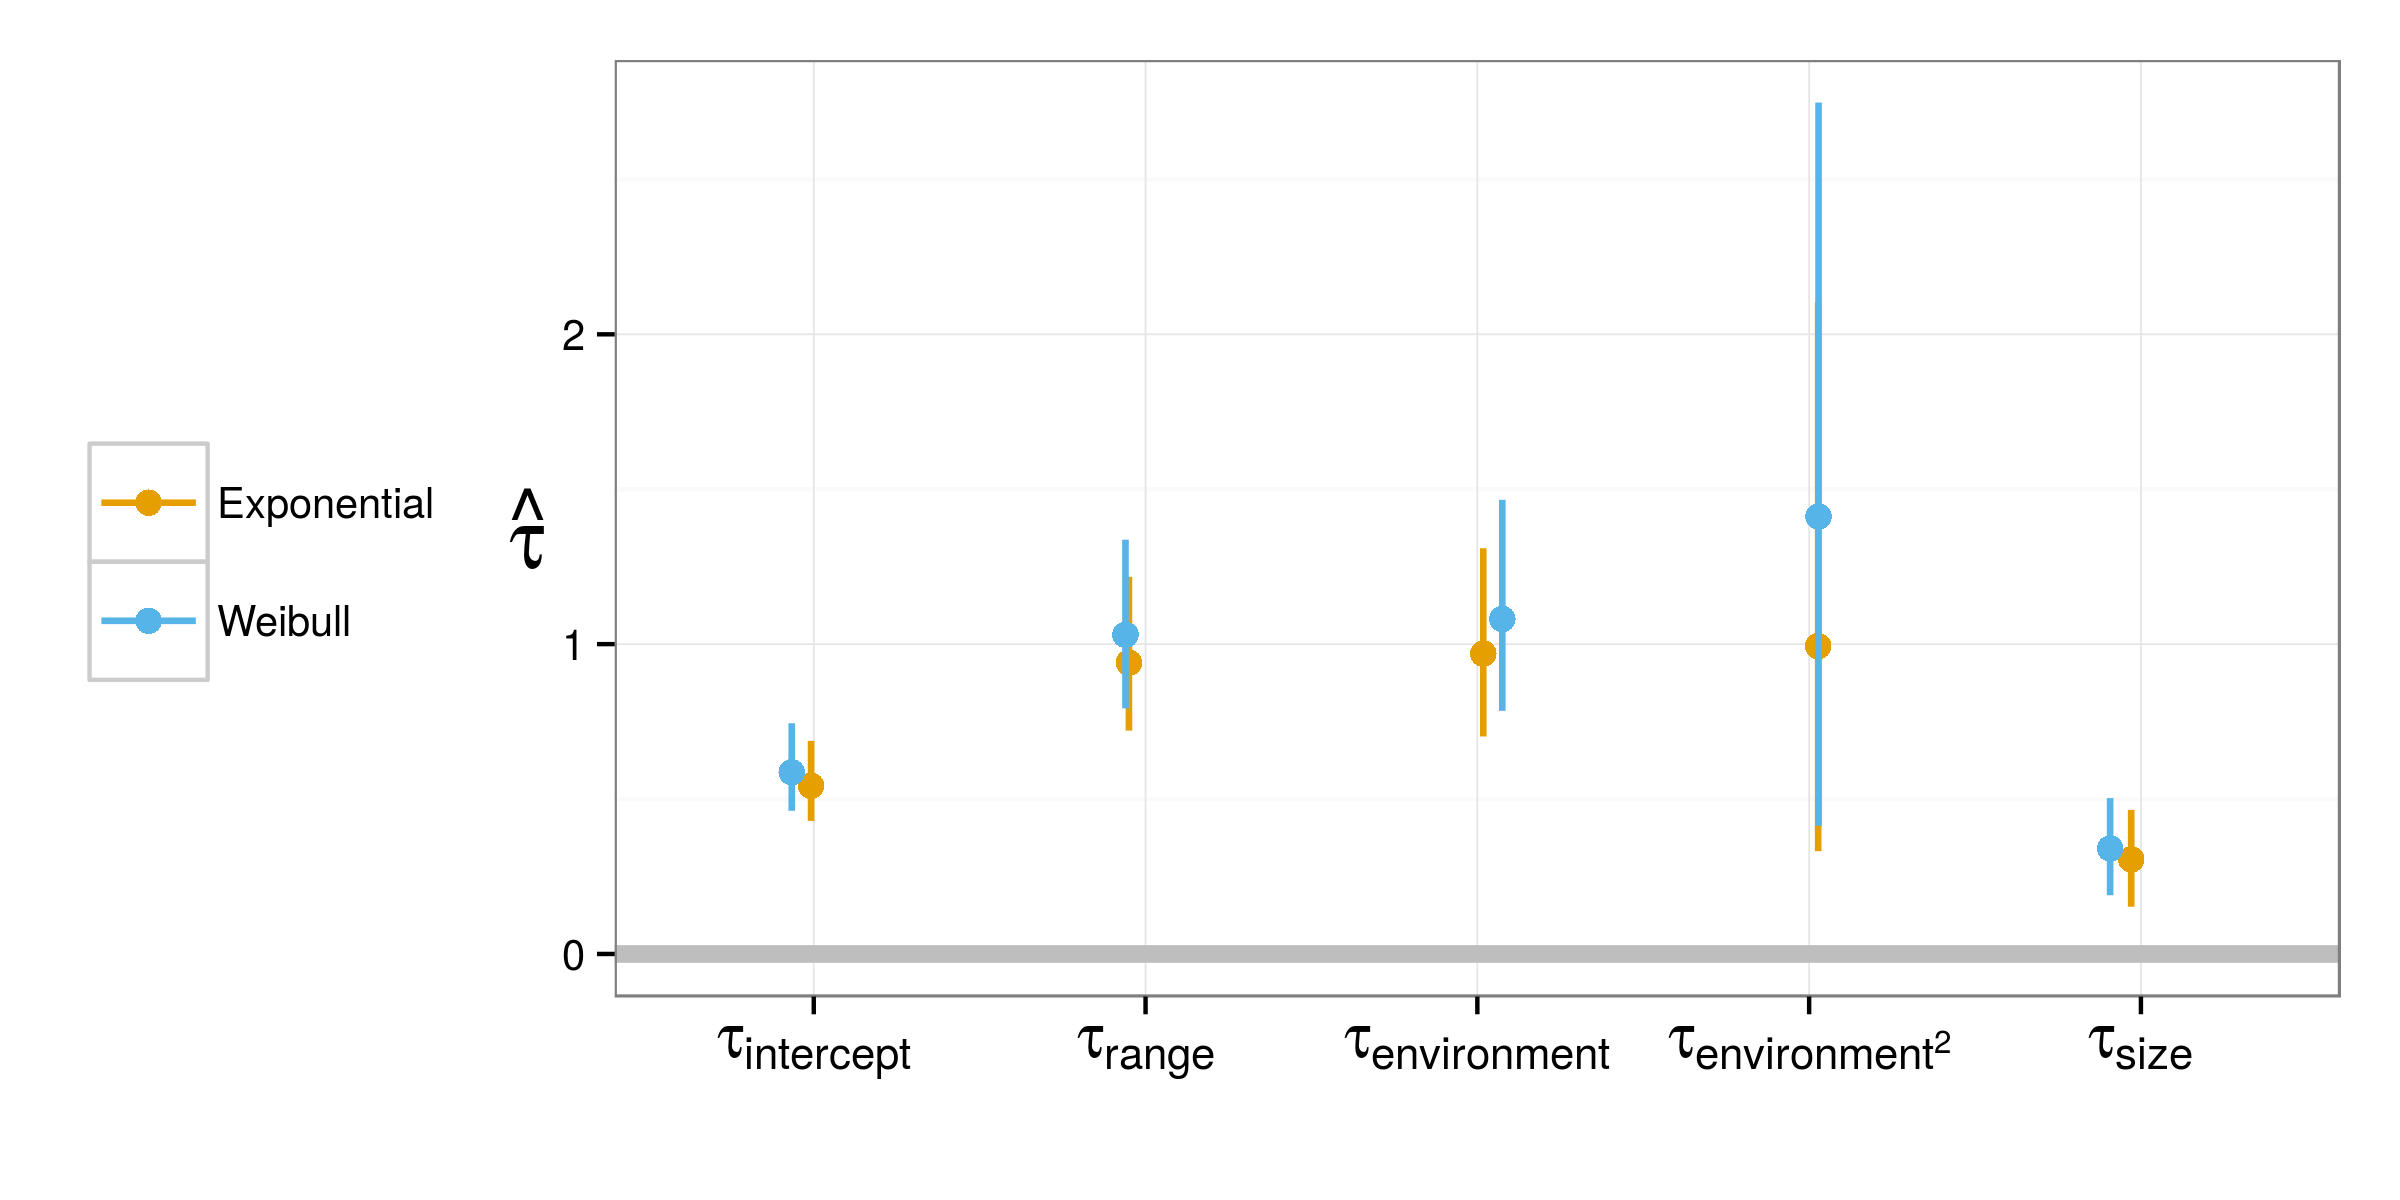 Exponential
Weibull
τ̂
2
1
0
τintercept
τrange
τenvironment
τenvironment²
τsize